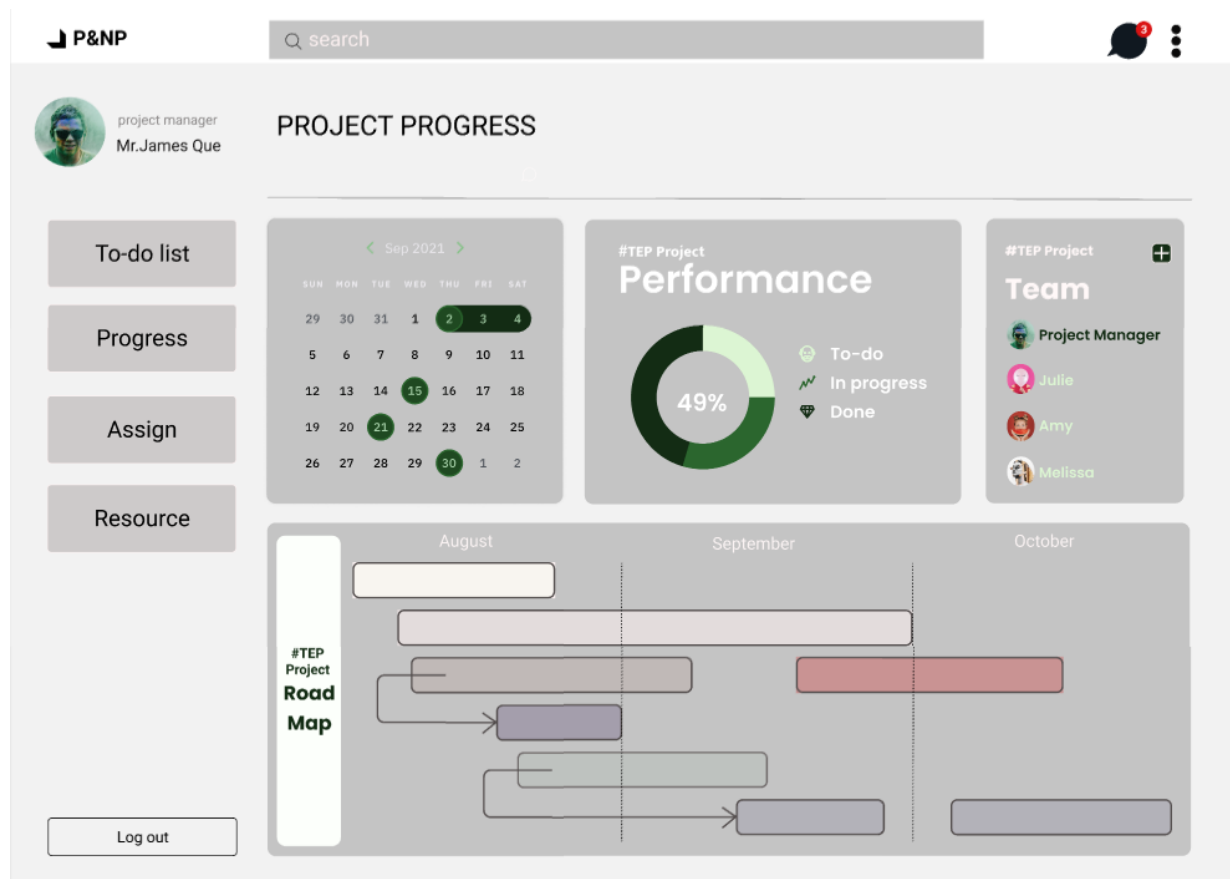 P&NP
search
3
project manager
Mr.James Que
PROJECT PROGRESS
To-do list
Progress
Assign
Resource
Log out
Sep 2021
SUN MON TUE WED THU FRI SAT
29 30 31 1 2 3 4
5 6 7 8 9 10 11
12 13 14 15 16 17 18
19 20 21 22 23 24 25
26 27 28 29 30 1 2
#TEP Project
Performance
49%
To-do
In progress
Done
#TEP Project
Team
Project Manager
Julie
Amy
Melissa
#TEP
Project
Road
Map
August September October